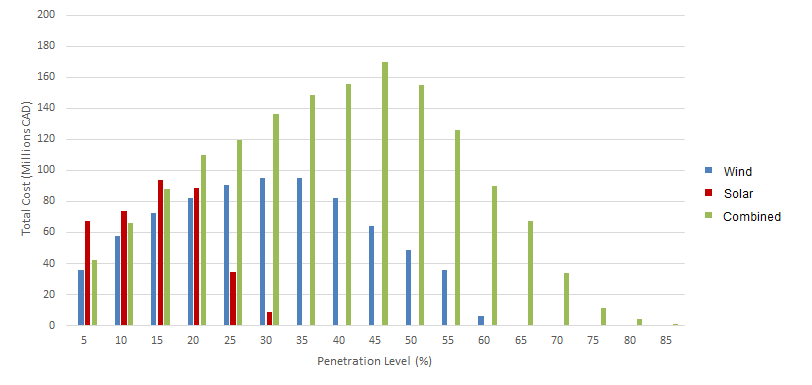 200
180
160
140
120
100
80
60
40
20
0
Total Cost (Millions CAD)
5 10 15 20 25 30 35 40 45 50 55 60 65 70 75 80 85
Penetration Level (%)
Wind
Solar
Combined